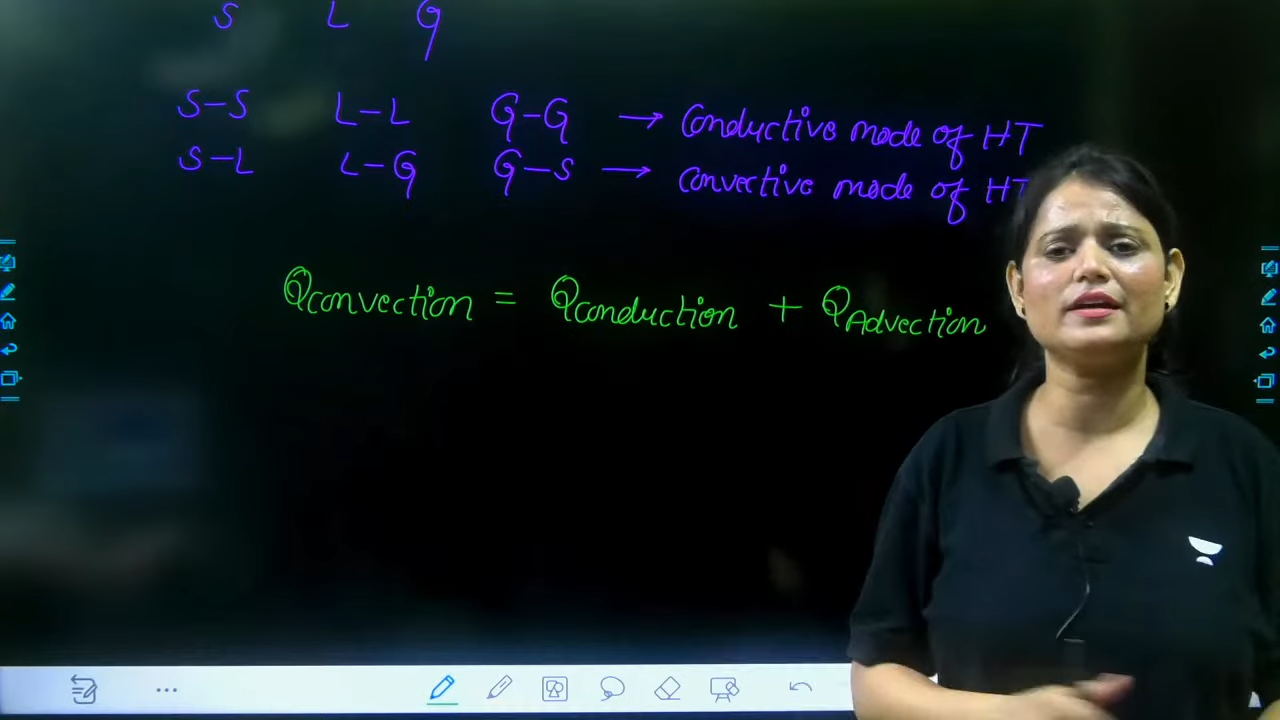 S L G
S-S L-L G-G → Conductive mode of HT
S-L L-G G-S → Convective mode of HT
Qconvection = Qconduction + QAdvection